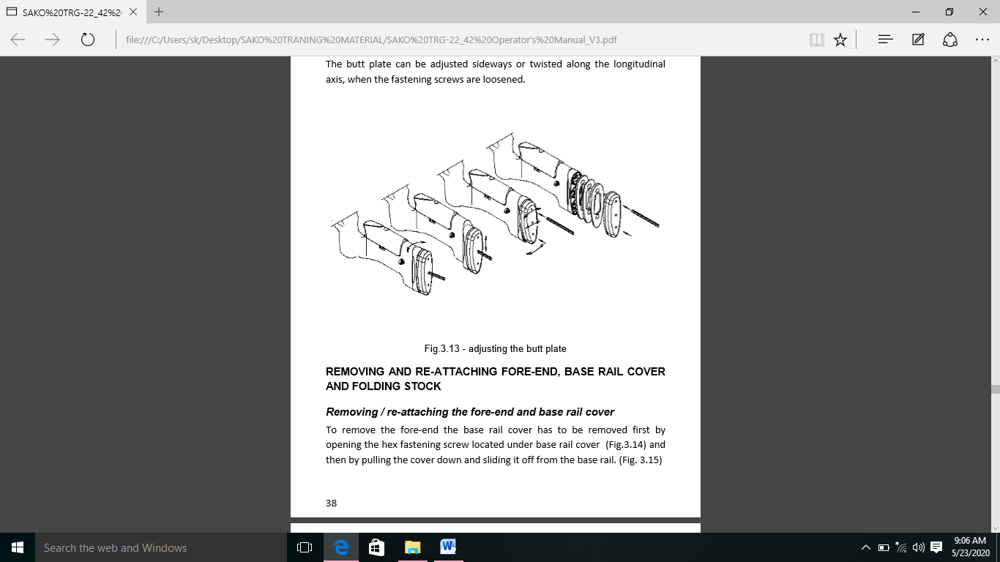 SAKO%20TRG-22_42%20
file:///C:/Users/sk/Desktop/SAKO%20TRANING%20MATERIAL/SAKO%20TRG-22_42%20Operator's%20Manual_V3.pdf
The butt plate can be adjusted sideways or twisted along the longitudinal
axis, when the fastening screws are loosened.
Fig.3.13 - adjusting the butt plate
REMOVING AND RE-ATTACHING FORE-END, BASE RAIL COVER
AND FOLDING STOCK
Removing / re-attaching the fore-end and base rail cover
To remove the fore-end the base rail cover has to be removed first by
opening the hex fastening screw located under base rail cover (Fig.3.14) and
then by pulling the cover down and sliding it off from the base rail. (Fig. 3.15)
38
Search the web and Windows
9:06 AM
5/23/2020